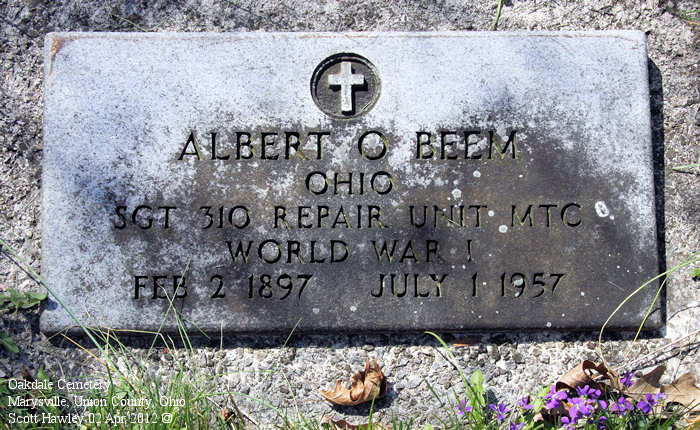 ALBERT O BEEM
OHIO
SGT 310 REPAIR UNIT MTC
WORLD WAR I
FEB 2 1897 JULY 1 1957
Oakdale Cemetery
Marysville, Union County, Ohio
Scott Hawley 02 Apr 2012 ©